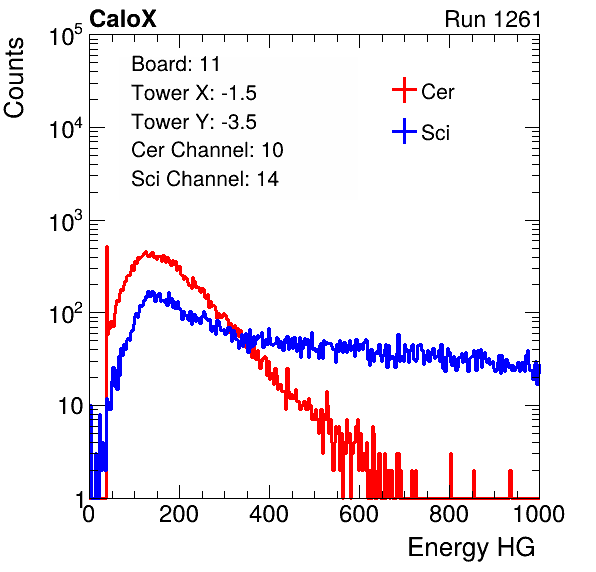 CaloX Run 1261
Counts
10^5
10^4
10^3
10^2
10
1
Board: 11
Tower X: -1.5
Tower Y: -3.5
Cer Channel: 10
Sci Channel: 14
Cer
Sci
0 200 400 600 800 1000
Energy HG